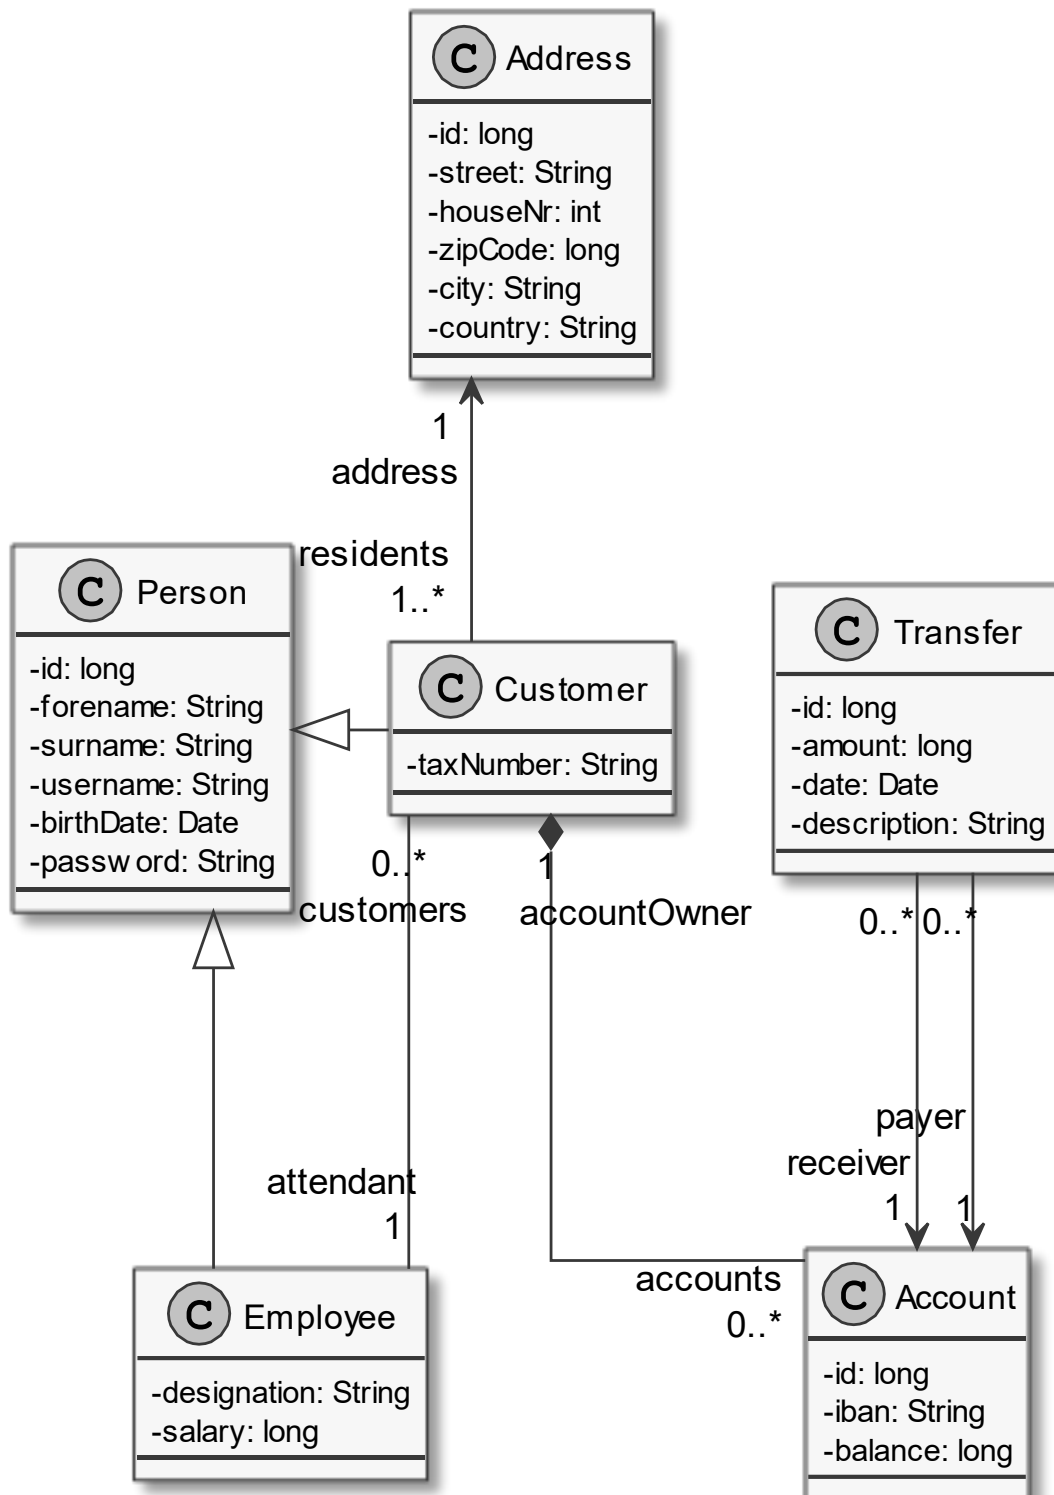 C Address
-id: long
-street: String
-houseNr: int
-zipCode: long
-city: String
-country: String
1
address
residents
1..*
C Person
-id: long
-forename: String
-surname: String
-username: String
-birthDate: Date
-password: String
C Customer
-taxNumber: String
C Transfer
-id: long
-amount: long
-date: Date
-description: String
0..*
customers
1
accountOwner
0..* 0..*
payer
receiver
1 1
attendant
1
accounts
0..*
C Employee
-designation: String
-salary: long
C Account
-id: long
-iban: String
-balance: long